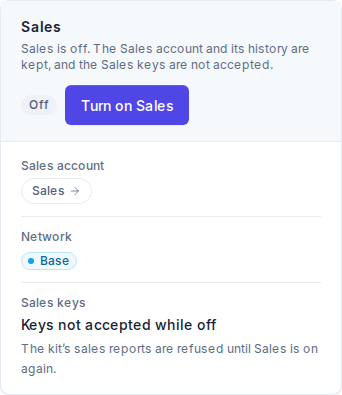 Sales
Sales is off. The Sales account and its history are
kept, and the Sales keys are not accepted.
Off
Turn on Sales
Sales account
Sales →
Network
Base
Sales keys
Keys not accepted while off
The kit's sales reports are refused until Sales is on
again.